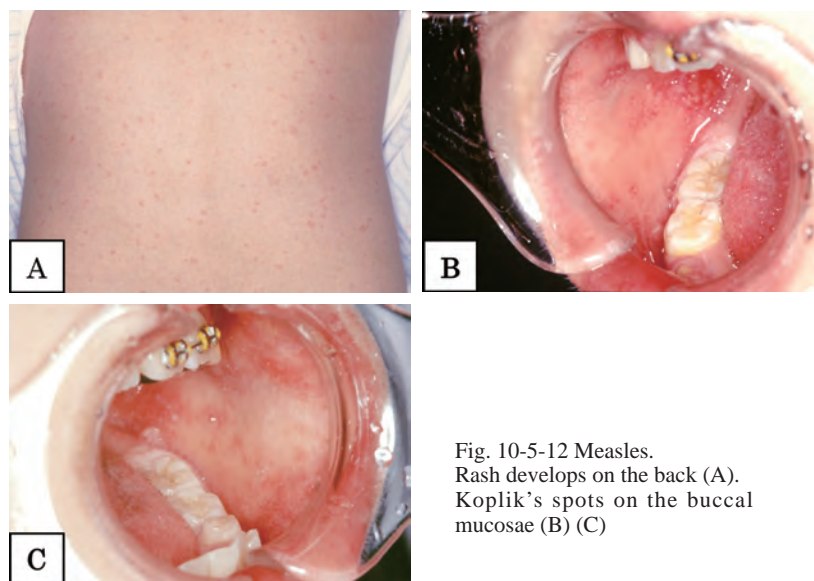 A
B
C
Fig. 10-5-12 Measles.
Rash develops on the back (A).
Koplik's spots on the buccal
mucosae (B) (C)